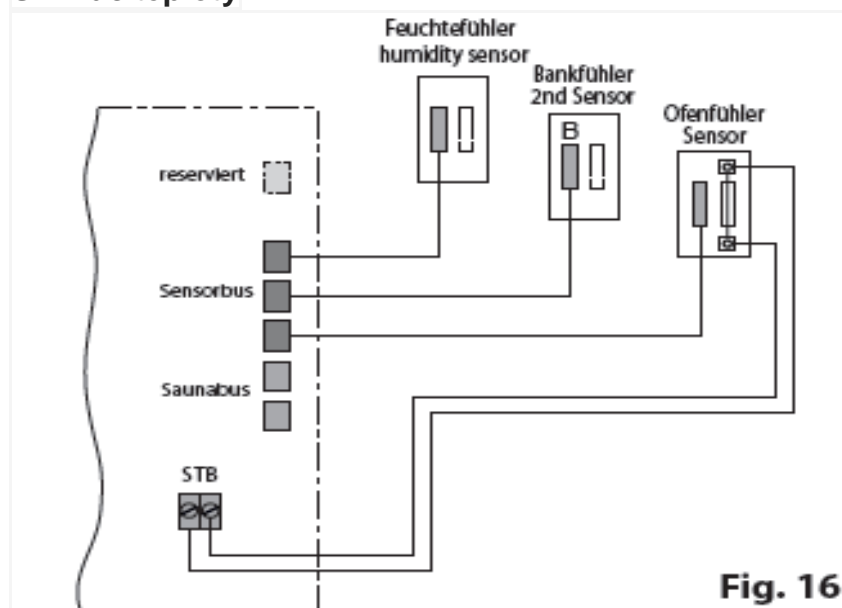 Feuchtefühler
humidity sensor
Bankfühler
2nd Sensor
Ofenfühler
Sensor
B
reserviert
Sensorbus
Saunabus
STB
Fig. 16